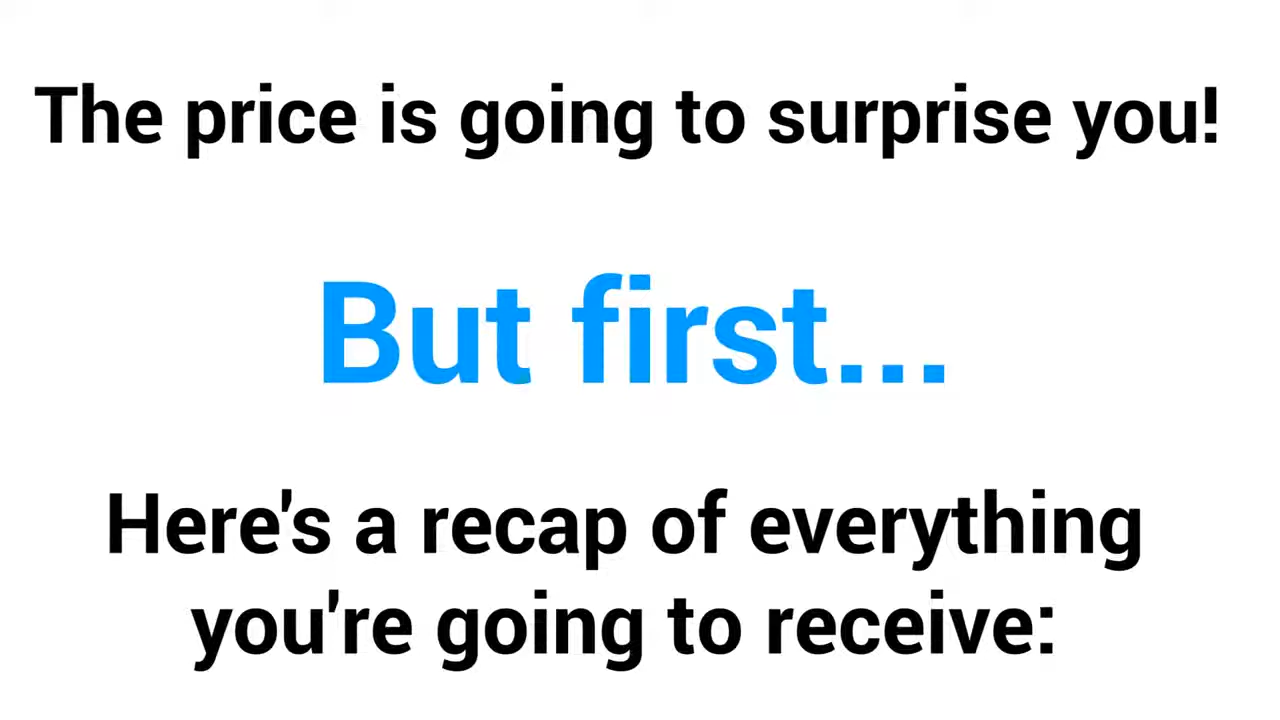 The price is going to surprise you!
But first...
Here's a recap of everything
you're going to receive: